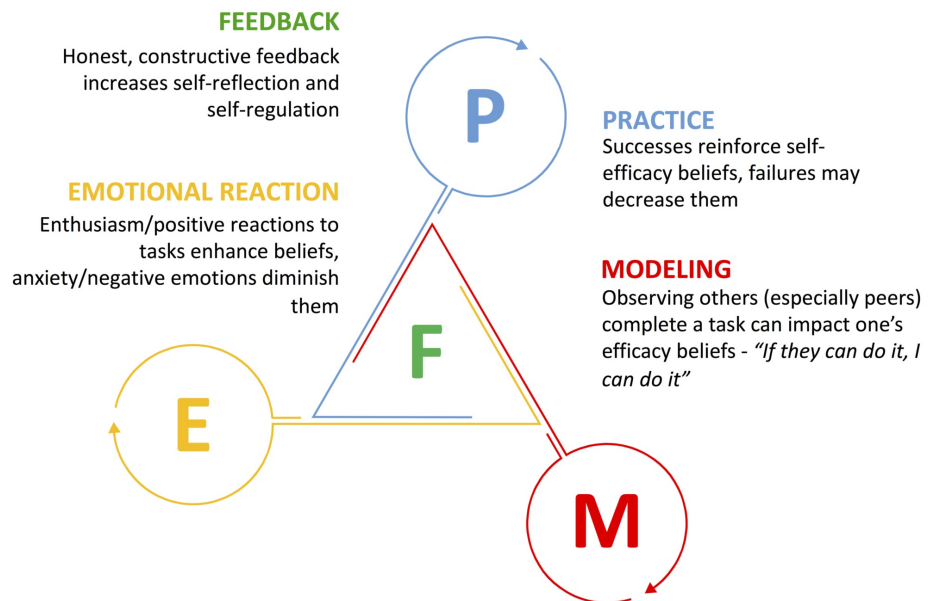 FEEDBACK
Honest, constructive feedback
increases self-reflection and
self-regulation
P
PRACTICE
Successes reinforce self-
efficacy beliefs, failures may
decrease them
EMOTIONAL REACTION
Enthusiasm/positive reactions to
tasks enhance beliefs,
anxiety/negative emotions diminish
them
MODELING
Observing others (especially peers)
complete a task can impact one’s
efficacy beliefs - “If they can do it, I
can do it”
F
E
M